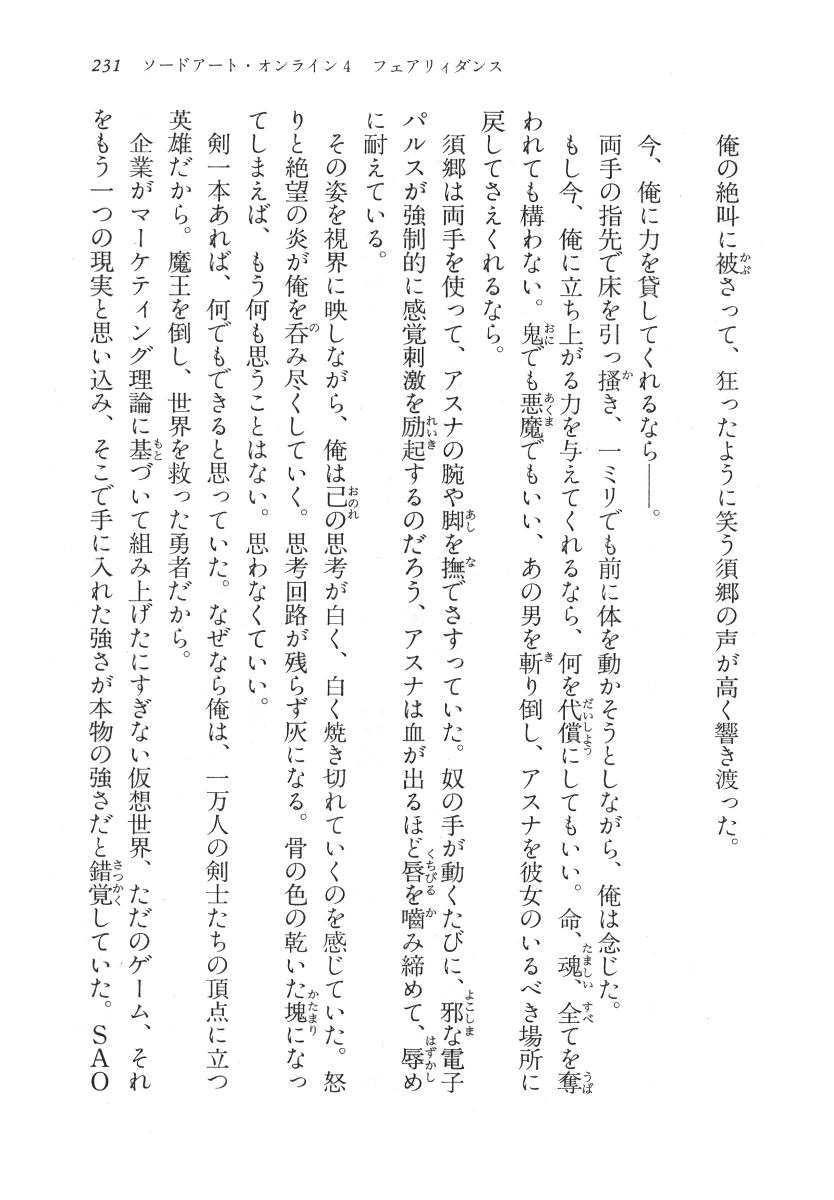 231　ソードアート・オンライン4　フェアリィダンス
俺の絶叫に被さって、狂ったように笑う須郷の声が高く響き渡った。
今、俺に力を貸してくれるなら――。
両手の指先で床を引っ掻き、一ミリでも前に体を動かそうとしながら、俺は念じた。
もし今、俺に立ち上がる力を与えてくれるなら、何を代償にしてもいい。命、魂、全てを奪
われても構わない。鬼でも悪魔でもいい、あの男を斬り倒し、アスナを彼女のいるべき場所に
戻してさえくれるなら。
須郷は両手を使って、アスナの腕や脚を撫でさすっていた。奴の手が動くたびに、邪な電子
パルスが強制的に感覚刺激を励起するのだろう、アスナは血が出るほど唇を嚙み締めて、辱め
に耐えている。
その姿を視界に映しながら、俺は己の思考が白く、白く焼き切れていくのを感じていた。怒
りと絶望の炎が俺を吞み尽くしていく。思考回路が残らず灰になる。骨の色の乾いた塊になっ
てしまえば、もう何も思うことはない。思わなくていい。
剣一本あれば、何でもできると思っていた。なぜなら俺は、一万人の剣士たちの頂点に立つ
英雄だから。魔王を倒し、世界を救った勇者だから。
企業がマーケティング理論に基づいて組み上げたにすぎない仮想世界、ただのゲーム、それ
をもう一つの現実と思い込み、そこで手に入れた強さが本物の強さだと錯覚していた。ＳＡＯ